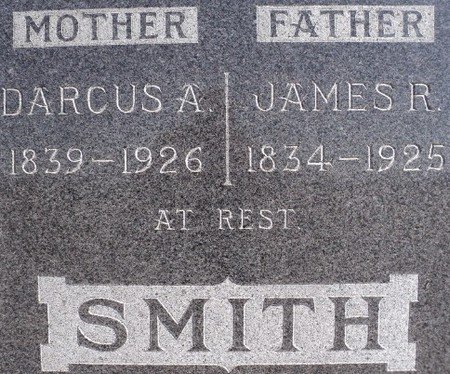 MOTHER FATHER
DARCUS A. JAMES R.
1839–1926 1834–1925
AT REST.
SMITH